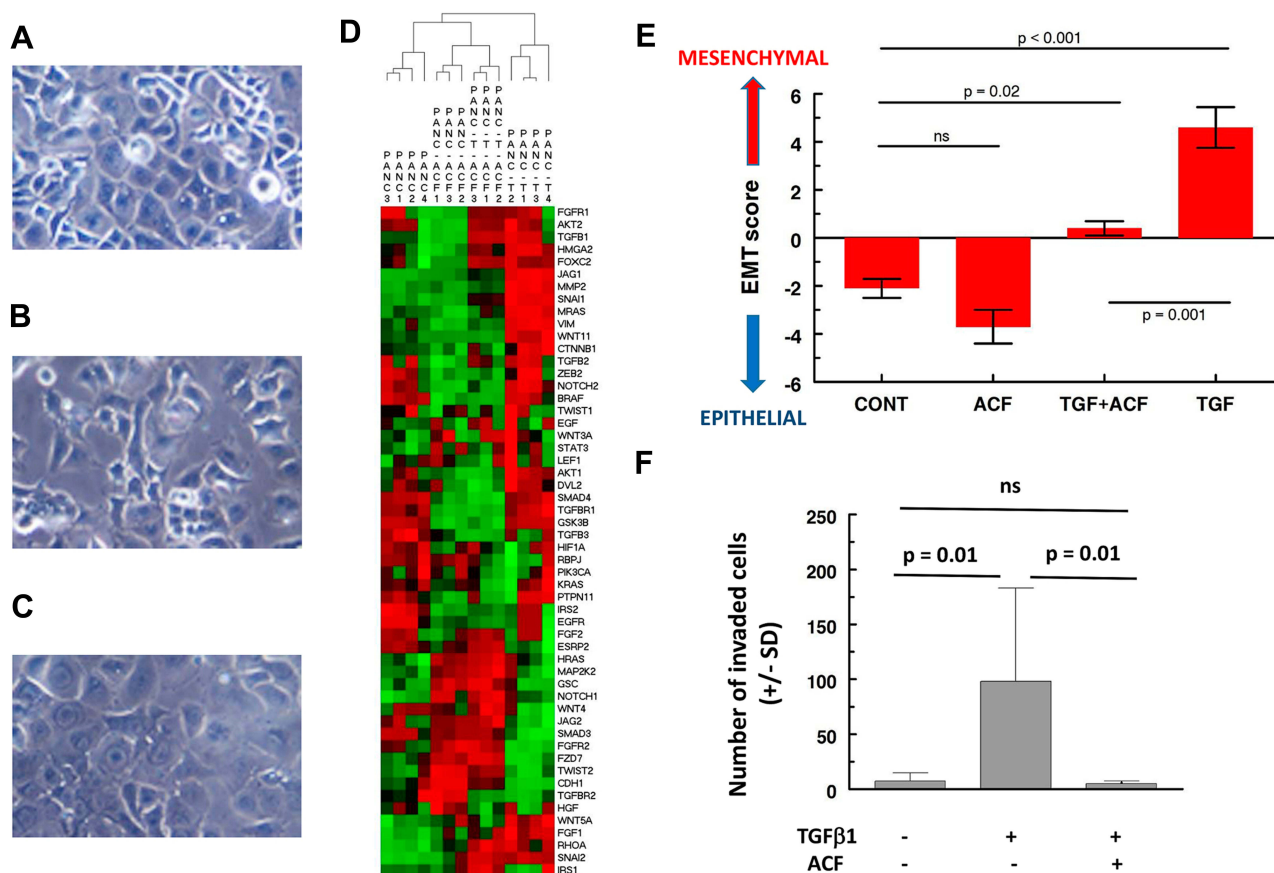 A
B
C
D
PANC3
PANC1
PANC2
PANC4
PANC-ACF1
PANC-ACF3
PANC-ACF2
PANC-T-ACF3
PANC-T-ACF1
PANC-T-ACF2
PANC-T2
PANC-T1
PANC-T3
PANC-T4
FGFR1
AKT2
TGFB1
HMGA2
FOXC2
JAG1
MMP2
SNAI1
MRAS
VIM
WNT11
CTNNB1
TGFB2
ZEB2
NOTCH2
BRAF
TWIST1
EGF
WNT3A
STAT3
LEF1
AKT1
DVL2
SMAD4
TGFBR1
GSK3B
TGFB3
HIF1A
RBPJ
PIK3CA
KRAS
PTPN11
IRS2
EGFR
FGF2
ESRP2
HRAS
MAP2K2
GSC
NOTCH1
WNT4
JAG2
SMAD3
FGFR2
FZD7
TWIST2
CDH1
TGFBR2
HGF
WNT5A
FGF1
RHOA
SNAI2
IRS1
E
MESENCHYMAL
EPITHELIAL
EMT score
6
4
2
0
-2
-4
-6
p < 0.001
p = 0.02
ns
p = 0.001
CONT ACF TGF+ACF TGF
F
Number of invaded cells
(+/- SD)
250
200
150
100
50
0
ns
p = 0.01 p = 0.01
TGFβ1 - + +
ACF - - +